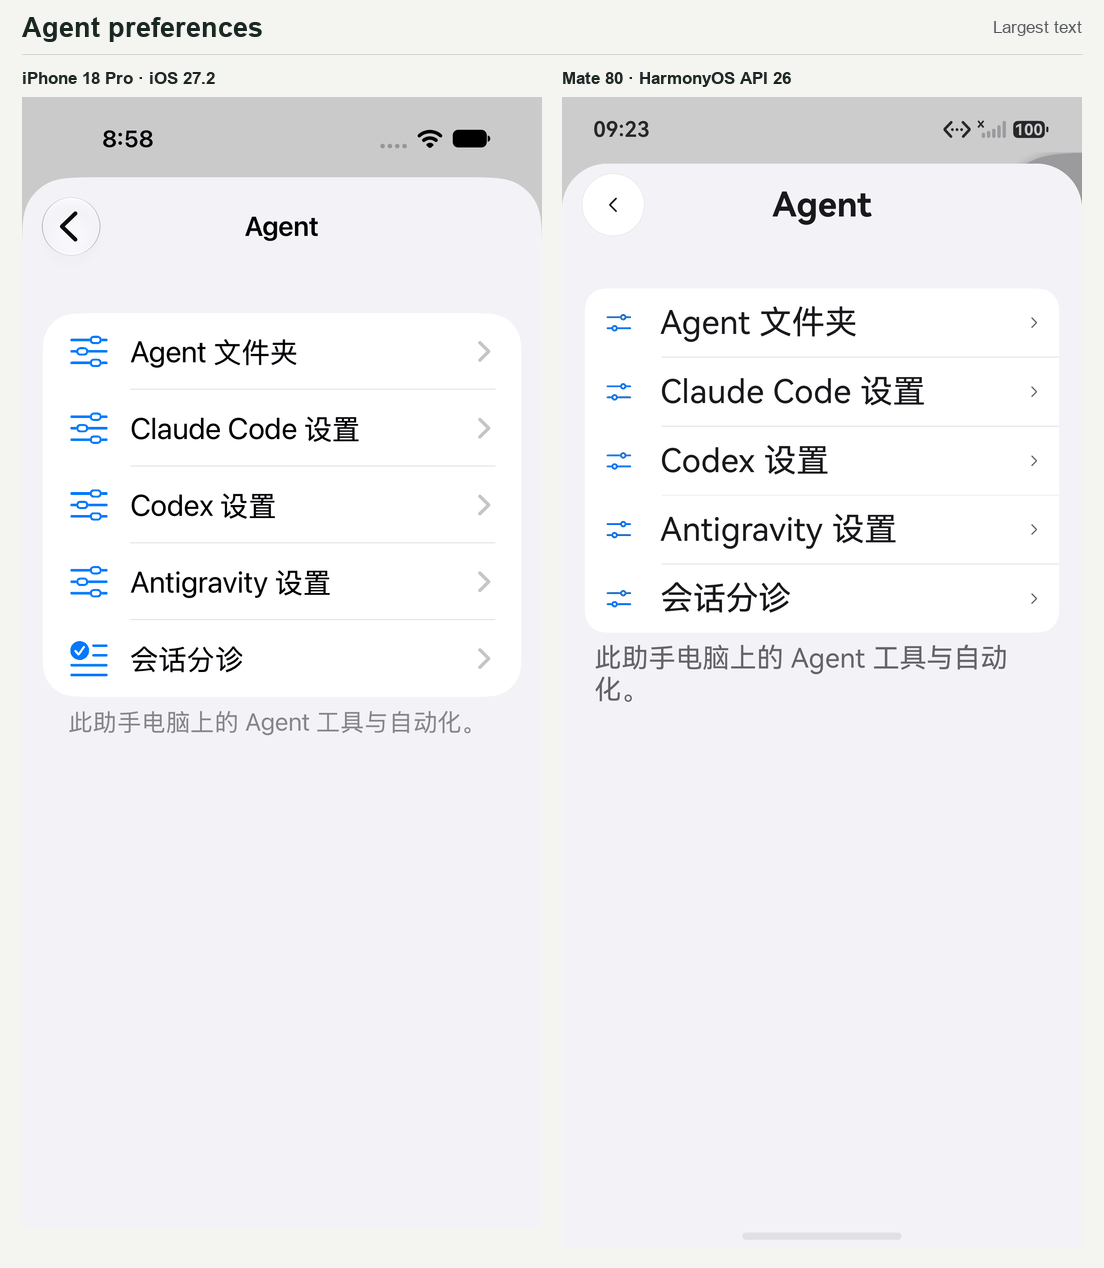 Agent preferences
Largest text
iPhone 18 Pro · iOS 27.2
8:58
Agent
Agent 文件夹
Claude Code 设置
Codex 设置
Antigravity 设置
会话分诊
此助手电脑上的 Agent 工具与自动化。
Mate 80 · HarmonyOS API 26
09:23
100
Agent
Agent 文件夹
Claude Code 设置
Codex 设置
Antigravity 设置
会话分诊
此助手电脑上的 Agent 工具与自动
化。